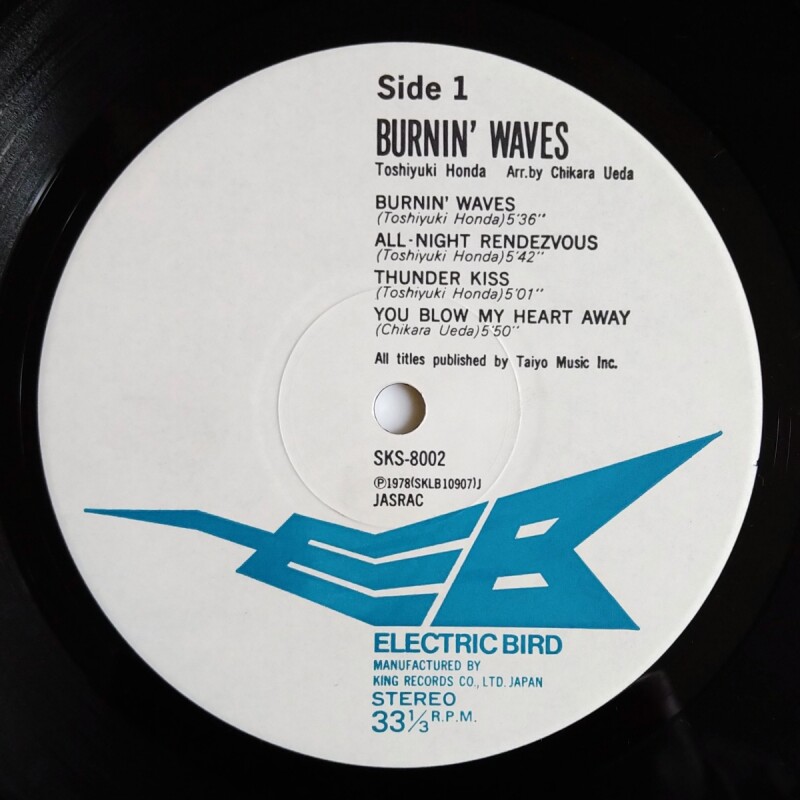 Side 1
BURNIN' WAVES
Toshiyuki Honda Arr.by Chikara Ueda
BURNIN' WAVES
(Toshiyuki Honda)5'36"
ALL-NIGHT RENDEZVOUS
(Toshiyuki Honda)5'42"
THUNDER KISS
(Toshiyuki Honda)5'01"
YOU BLOW MY HEART AWAY
(Chikara Ueda)5'50"
All titles published by Taiyo Music Inc.
SKS-8002
Ⓟ1978(SKLB10907)J
JASRAC
EB
ELECTRIC BIRD
MANUFACTURED BY
KING RECORDS CO., LTD. JAPAN
STEREO
33 1/3 R.P.M.